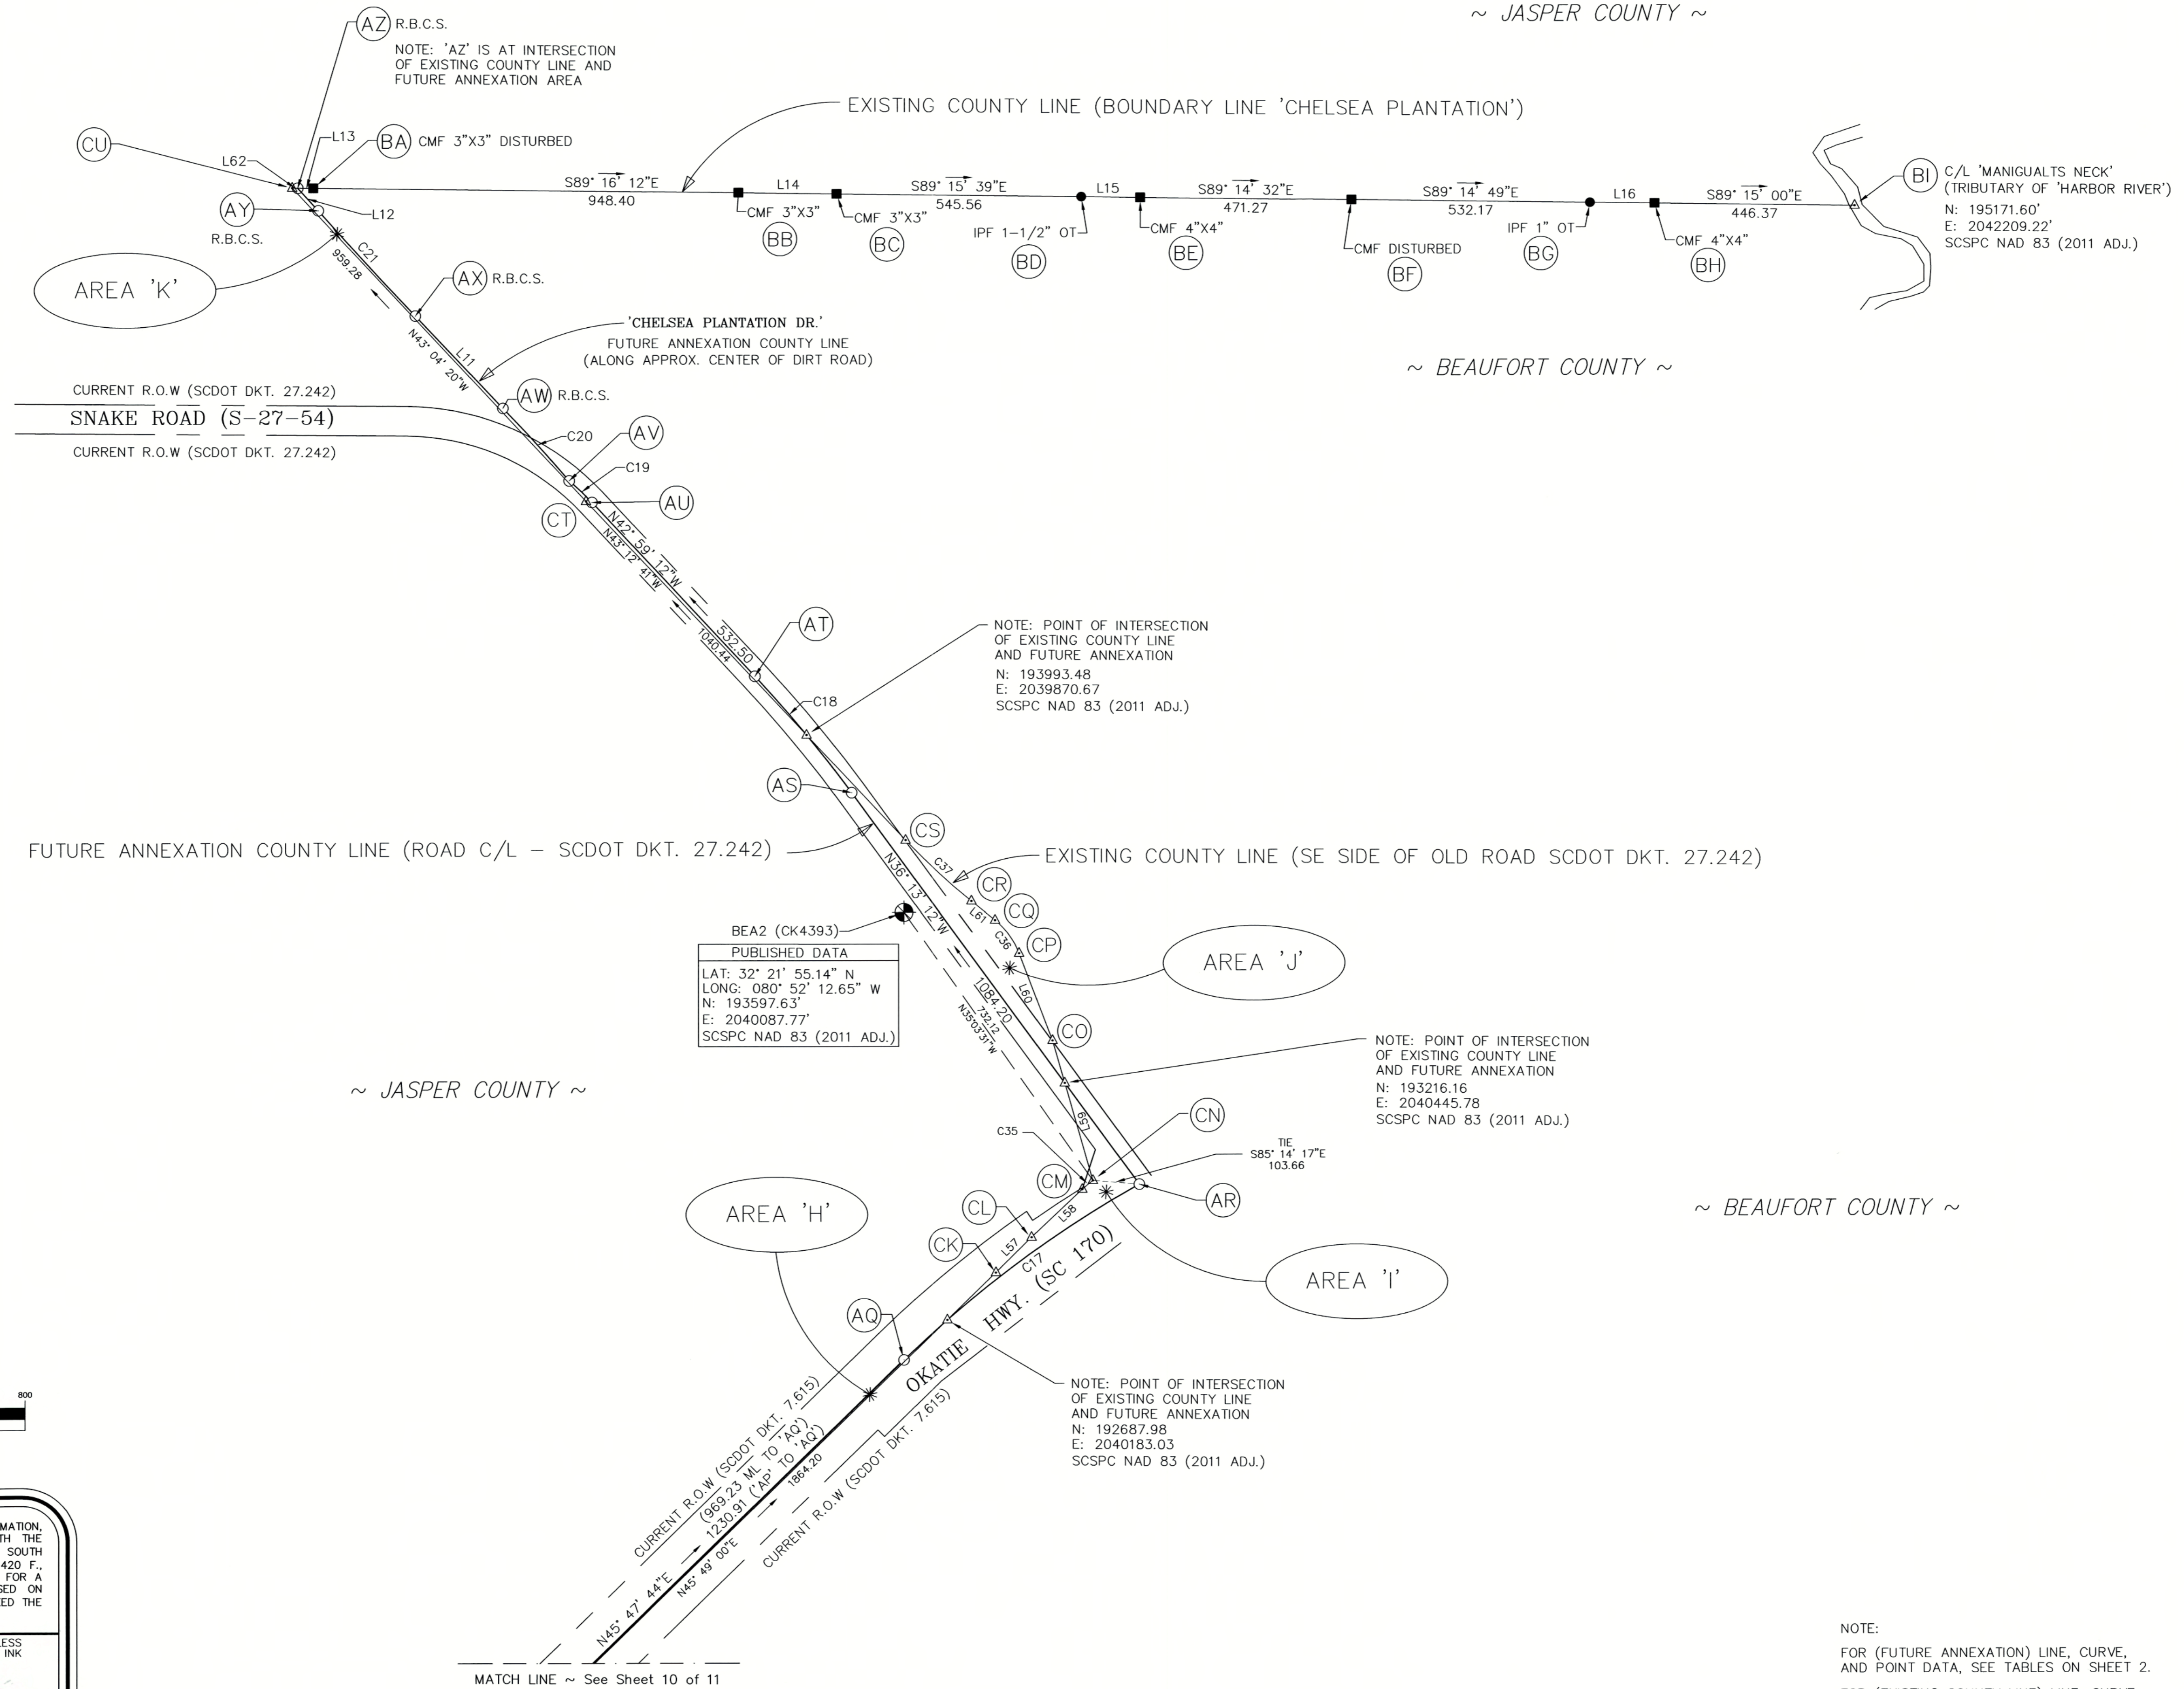 ~ JASPER COUNTY ~
AZ R.B.C.S.
NOTE: 'AZ' IS AT INTERSECTION
OF EXISTING COUNTY LINE AND
FUTURE ANNEXATION AREA
EXISTING COUNTY LINE (BOUNDARY LINE 'CHELSEA PLANTATION')
CU
L62
L13
BA CMF 3"X3" DISTURBED
S89° 16' 12"E
948.40
L14
S89° 15' 39"E
545.56
L15
S89° 14' 32"E
471.27
S89° 14' 49"E
532.17
L16
S89° 15' 00"E
446.37
BI
C/L 'MANIGUALTS NECK'
(TRIBUTARY OF 'HARBOR RIVER')
N: 195171.60'
E: 2042209.22'
SCSPC NAD 83 (2011 ADJ.)
AY
R.B.C.S.
L12
CMF 3"X3"
BB
CMF 3"X3"
BC
IPF 1-1/2" OT
BD
CMF 4"X4"
BE
CMF DISTURBED
BF
IPF 1" OT
BG
CMF 4"X4"
BH
AREA 'K'
C21
959.28
AX R.B.C.S.
'CHELSEA PLANTATION DR.'
FUTURE ANNEXATION COUNTY LINE
(ALONG APPROX. CENTER OF DIRT ROAD)
L11
N43° 04' 20"W
~ BEAUFORT COUNTY ~
CURRENT R.O.W (SCDOT DKT. 27.242)
SNAKE ROAD (S-27-54)
CURRENT R.O.W (SCDOT DKT. 27.242)
AW R.B.C.S.
C20
AV
C19
AU
CT
N42° 59' 12"W
532.50
N43° 12' 41"W
1040.44
AT
C18
NOTE: POINT OF INTERSECTION
OF EXISTING COUNTY LINE
AND FUTURE ANNEXATION
N: 193993.48
E: 2039870.67
SCSPC NAD 83 (2011 ADJ.)
AS
CS
FUTURE ANNEXATION COUNTY LINE (ROAD C/L - SCDOT DKT. 27.242)
EXISTING COUNTY LINE (SE SIDE OF OLD ROAD SCDOT DKT. 27.242)
C37
CR
L61
CQ
C36
CP
N36° 13' 12"W
1084.20
BEA2 (CK4393)
PUBLISHED DATA
LAT: 32° 21' 55.14" N
LONG: 080° 52' 12.65" W
N: 193597.63'
E: 2040087.77'
SCSPC NAD 83 (2011 ADJ.)
732.12
N35°03'31"W
AREA 'J'
L60
CO
NOTE: POINT OF INTERSECTION
OF EXISTING COUNTY LINE
AND FUTURE ANNEXATION
N: 193216.16
E: 2040445.78
SCSPC NAD 83 (2011 ADJ.)
~ JASPER COUNTY ~
L59
CN
C35
TIE
S85° 14' 17"E
103.66
CM
AR
~ BEAUFORT COUNTY ~
AREA 'H'
CL
L58
CK
L57
C17
OKATIE HWY. (SC 170)
AREA 'I'
AQ
NOTE: POINT OF INTERSECTION
OF EXISTING COUNTY LINE
AND FUTURE ANNEXATION
N: 192687.98
E: 2040183.03
SCSPC NAD 83 (2011 ADJ.)
800
CURRENT R.O.W (SCDOT DKT. 7.615)
(969.23 ML TO 'AQ')
1230.91 ('AP' TO 'AQ')
1864.20
N45° 47' 44"E
N45° 49' 00"E
CURRENT R.O.W (SCDOT DKT. 7.615)
MATION,
TH THE
SOUTH
420 F.,
FOR A
SED ON
ED THE
ESS
INK
MATCH LINE ~ See Sheet 10 of 11
NOTE:
FOR (FUTURE ANNEXATION) LINE, CURVE,
AND POINT DATA, SEE TABLES ON SHEET 2.